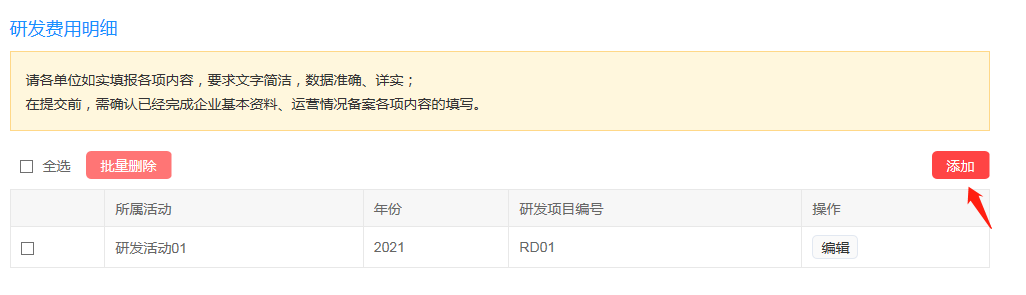 研发费用明细
请各单位如实填报各项内容，要求文字简洁，数据准确、详实；
在提交前，需确认已经完成企业基本资料、运营情况备案各项内容的填写。
全选 批量删除 添加
所属活动 年份 研发项目编号 操作
研发活动01 2021 RD01 编辑